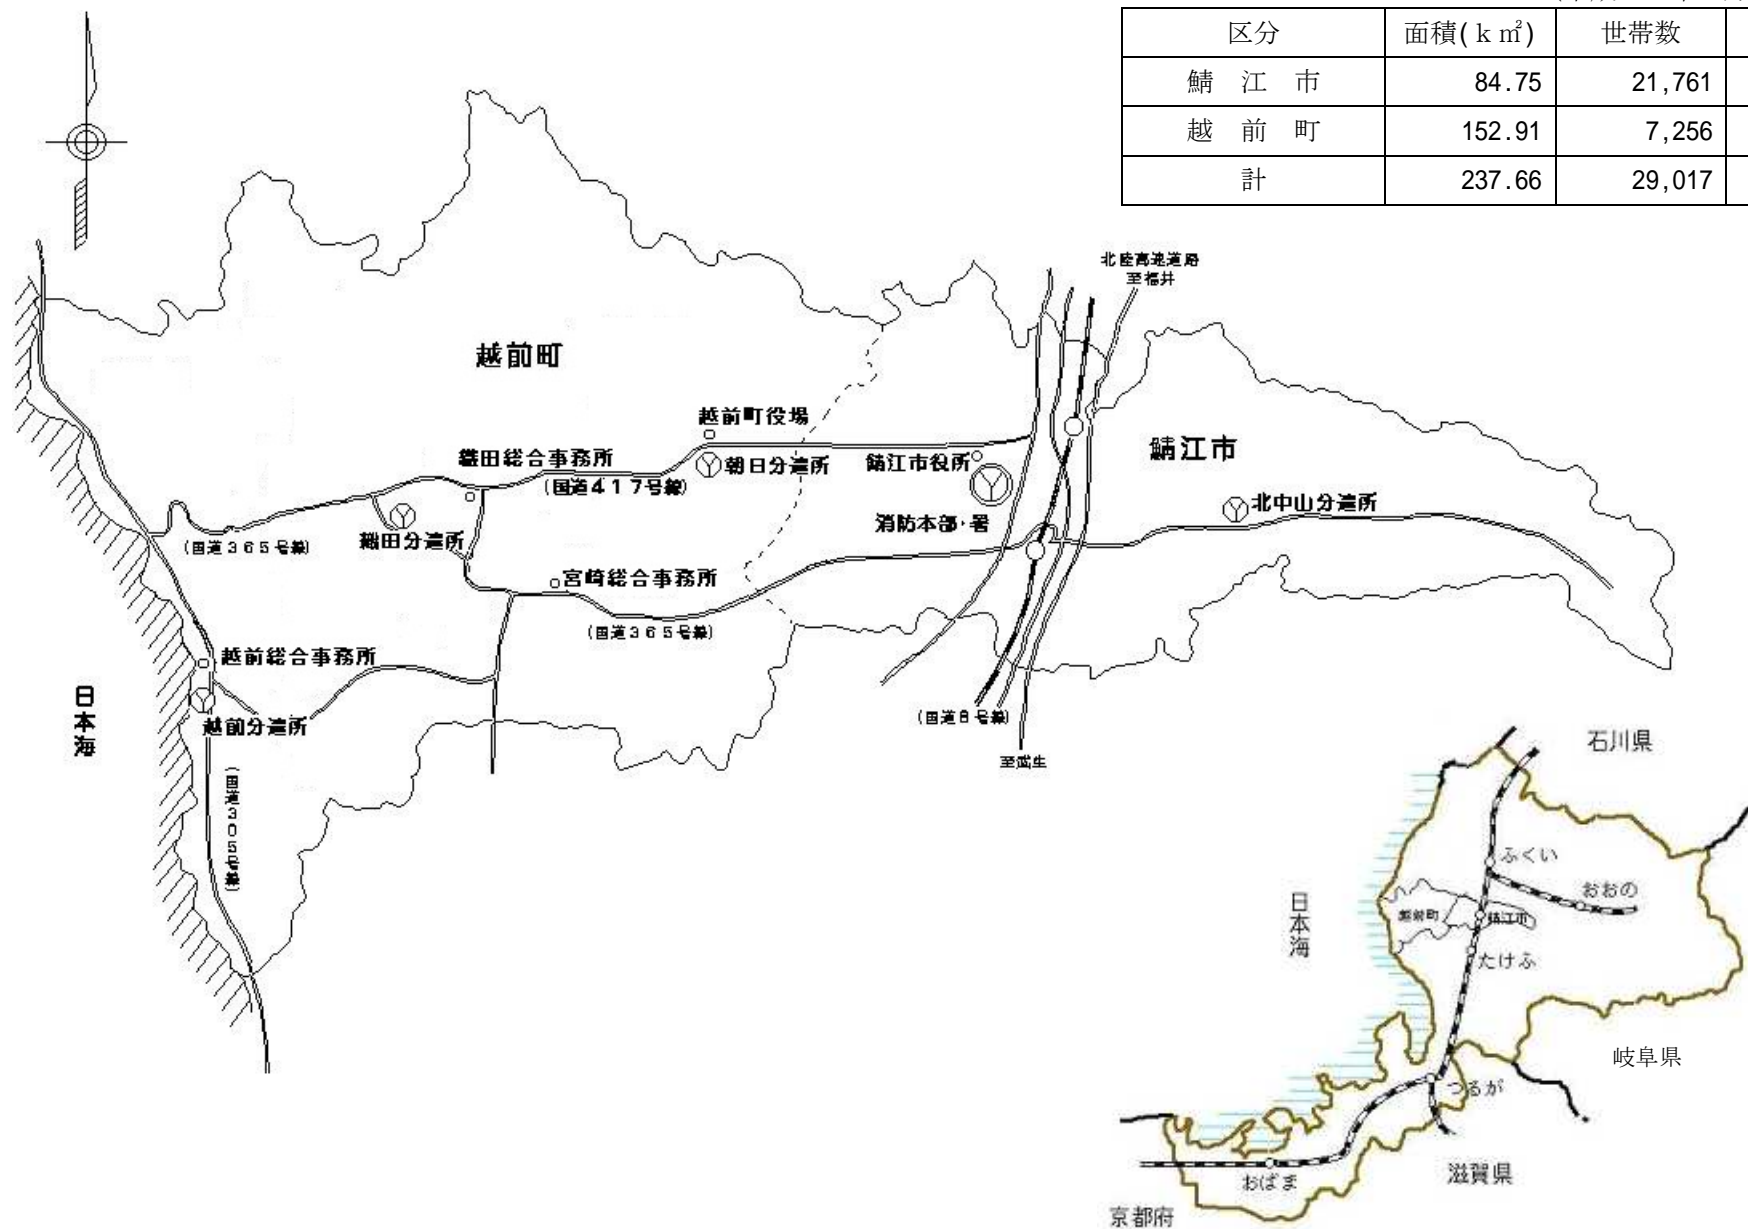 区分 面積(k㎡) 世帯数
鯖江市 84.75 21,761
越前町 152.91 7,256
計 237.66 29,017
北陸高速道路
至福井
越前町
越前町役場
織田総合事務所
朝日分遣所
鯖江市役所
鯖江市
(国道417号線)
北中山分遣所
消防本部・署
(国道365号線)
織田分遣所
宮崎総合事務所
(国道365号線)
越前総合事務所
日本海
越前分遣所
(国道8号線)
至武生
(国道305号線)
石川県
ふくい
おおの
日本海
越前町
鯖江市
たけふ
岐阜県
つるが
滋賀県
おばま
京都府